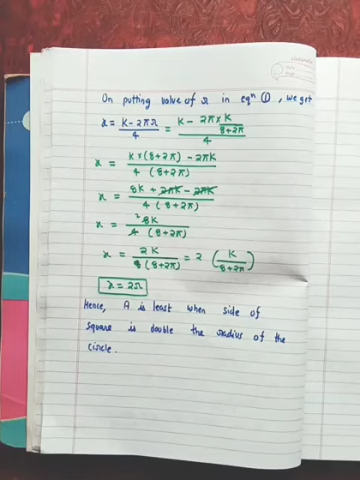 On putting value of r in eqⁿ ①, we get
x = K - 2πr / 4 = K - 2π x K / 8+2π / 4
x = K x (8+2π) - 2πK / 4 (8+2π)
x = 8K + 2πK - 2πK / 4 (8+2π)
x = ²8K / 4 (8+2π)
x = 2K / (8+2π) = 2 (K / 8+2π)
x = 2r
Hence, A is least when side of
square is double the radius of the
circle.